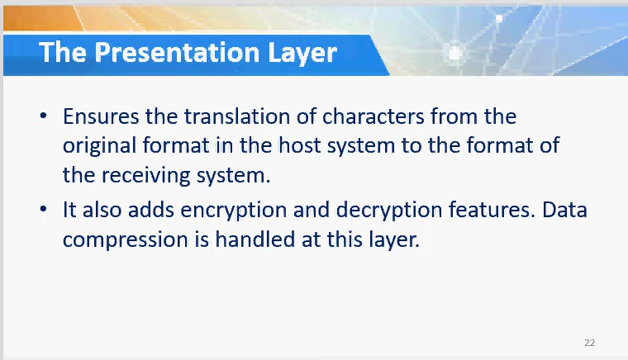 The Presentation Layer
• Ensures the translation of characters from the
original format in the host system to the format of
the receiving system.
• It also adds encryption and decryption features. Data
compression is handled at this layer.
22